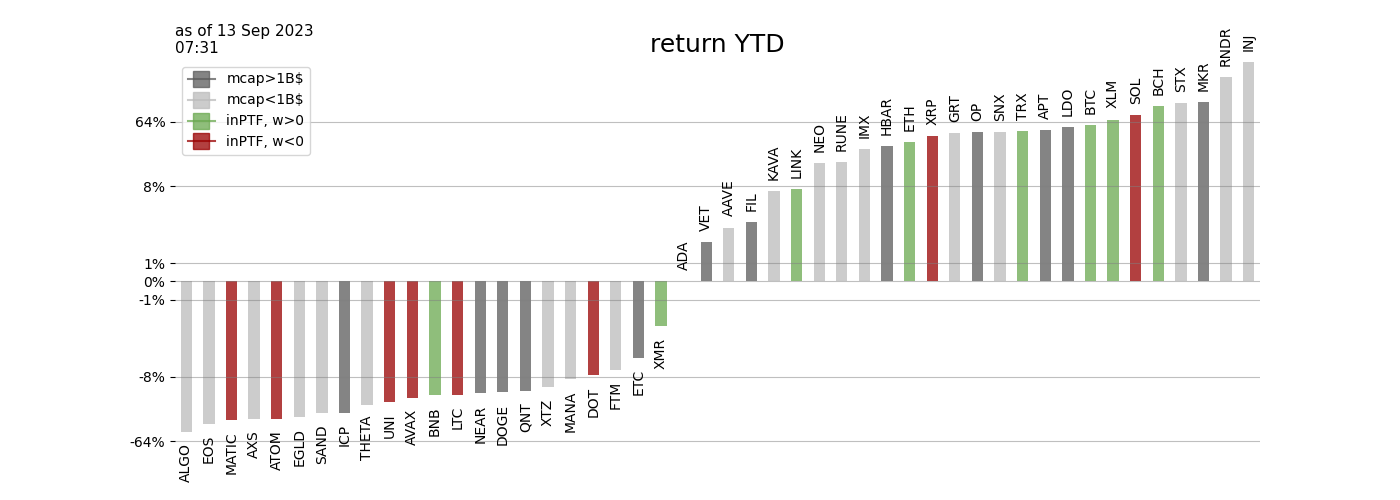 as of 13 Sep 2023
07:31
return YTD
mcap>1B$
mcap<1B$
inPTF, w>0
inPTF, w<0
64%
8%
1%
0%
-1%
-8%
-64%
ALGO
EOS
MATIC
AXS
ATOM
EGLD
SAND
ICP
THETA
UNI
AVAX
BNB
LTC
NEAR
DOGE
QNT
XTZ
MANA
DOT
FTM
ETC
XMR
ADA
VET
AAVE
FIL
KAVA
LINK
NEO
RUNE
IMX
HBAR
ETH
XRP
GRT
OP
SNX
TRX
APT
LDO
BTC
XLM
SOL
BCH
STX
MKR
RNDR
INJ